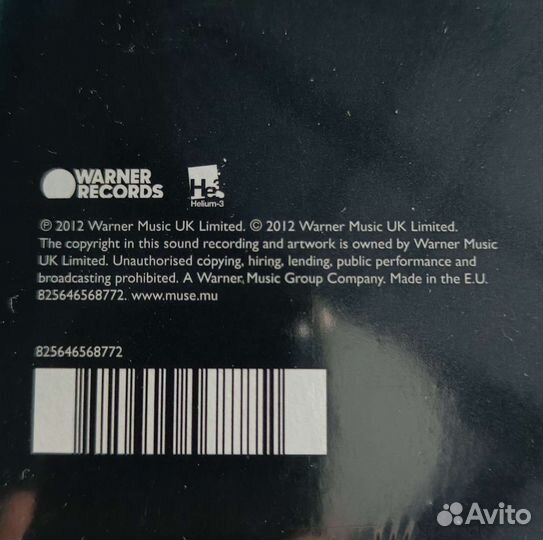 WARNER
RECORDS
He3
Helium-3
℗ 2012 Warner Music UK Limited. © 2012 Warner Music UK Limited.
The copyright in this sound recording and artwork is owned by Warner Music
UK Limited. Unauthorised copying, hiring, lending, public performance and
broadcasting prohibited. A Warner Music Group Company. Made in the E.U.
825646568772. www.muse.mu
825646568772
Avito